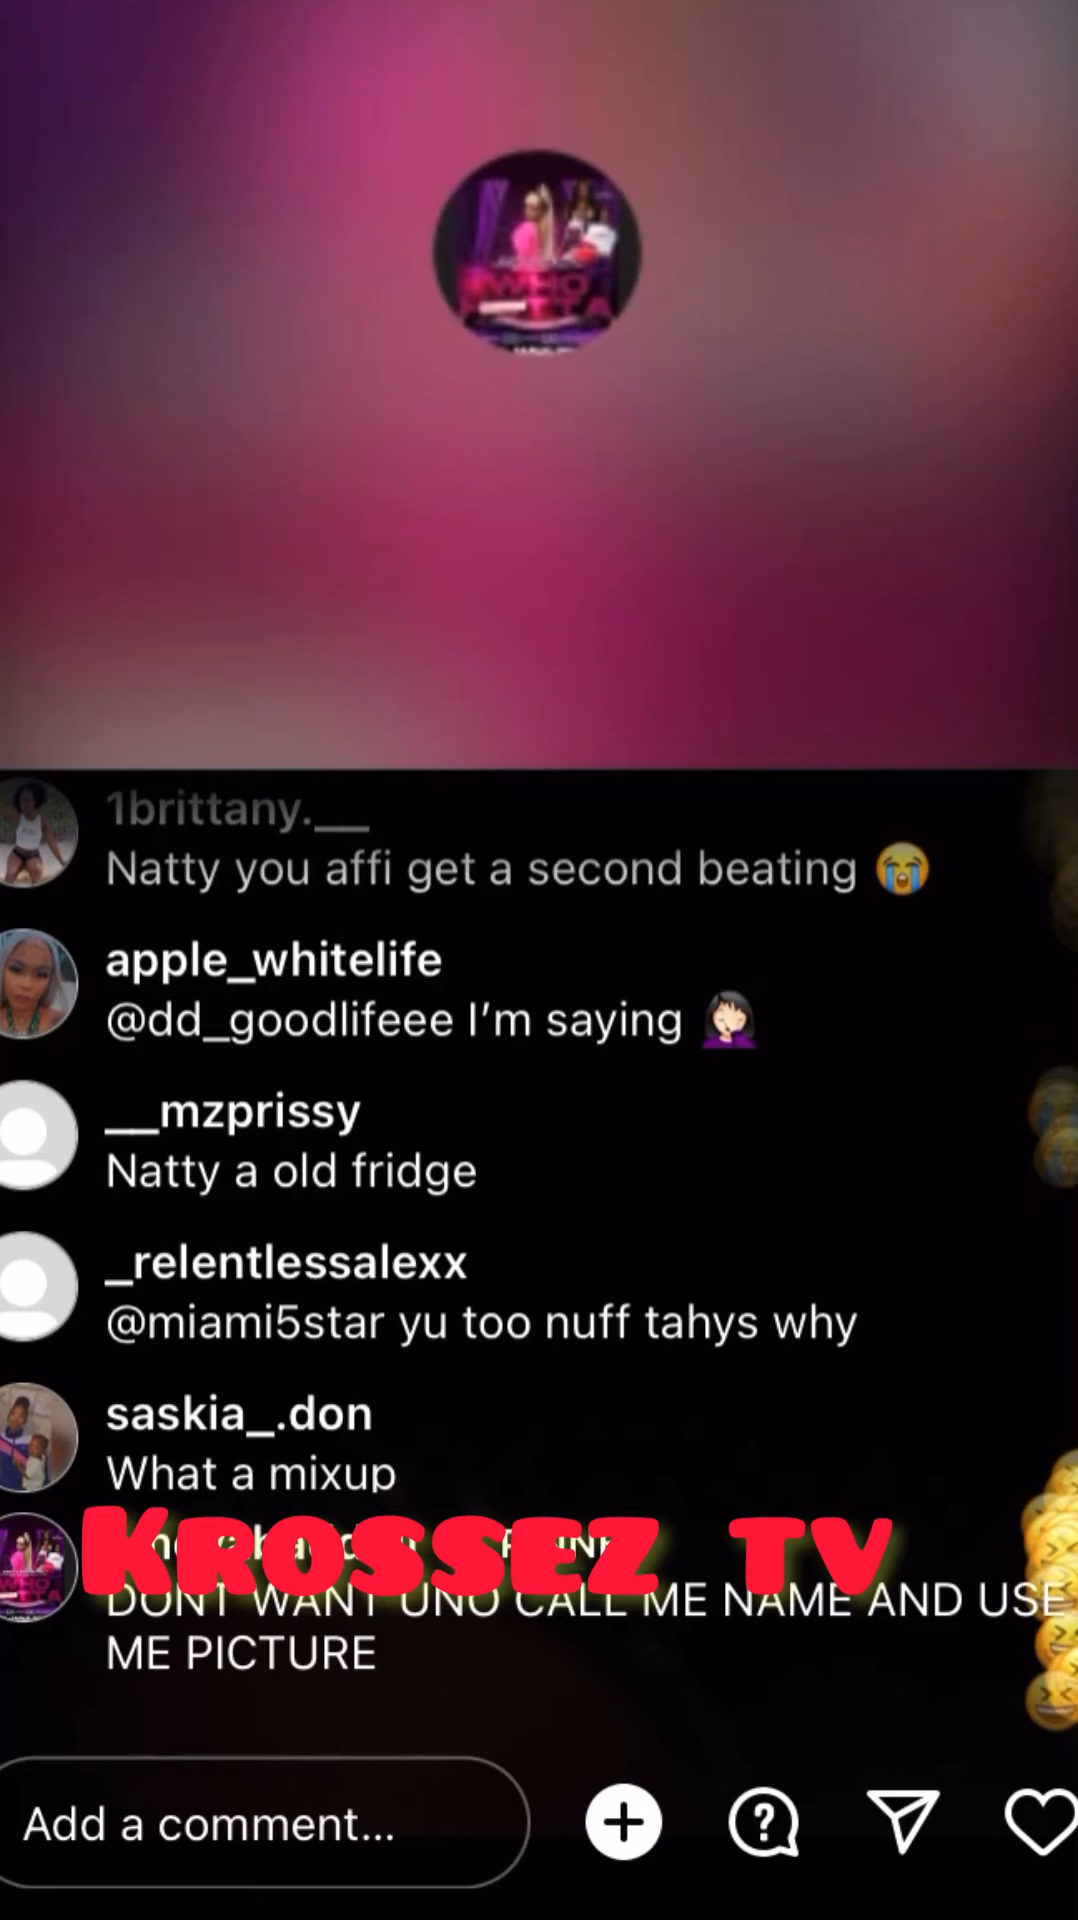 WHO
1brittany.__
Natty you affi get a second beating 😭
apple_whitelife
@dd_goodlifeee I’m saying 🤦🏻‍♀️
__mzprissy
Natty a old fridge
_relentlessalexx
@miami5star yu too nuff tahys why
saskia_.don
What a mixup
KROSSEZ TV
DONT WANT UNO CALL ME NAME AND USE
ME PICTURE
Add a comment...